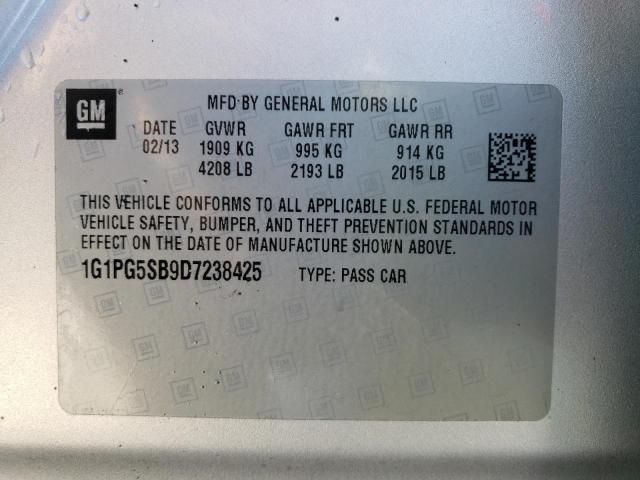 GM
MFD BY GENERAL MOTORS LLC
DATE GVWR GAWR FRT GAWR RR
02/13 1909 KG 995 KG 914 KG
4208 LB 2193 LB 2015 LB
THIS VEHICLE CONFORMS TO ALL APPLICABLE U.S. FEDERAL MOTOR
VEHICLE SAFETY, BUMPER, AND THEFT PREVENTION STANDARDS IN
EFFECT ON THE DATE OF MANUFACTURE SHOWN ABOVE.
1G1PG5SB9D7238425 TYPE: PASS CAR